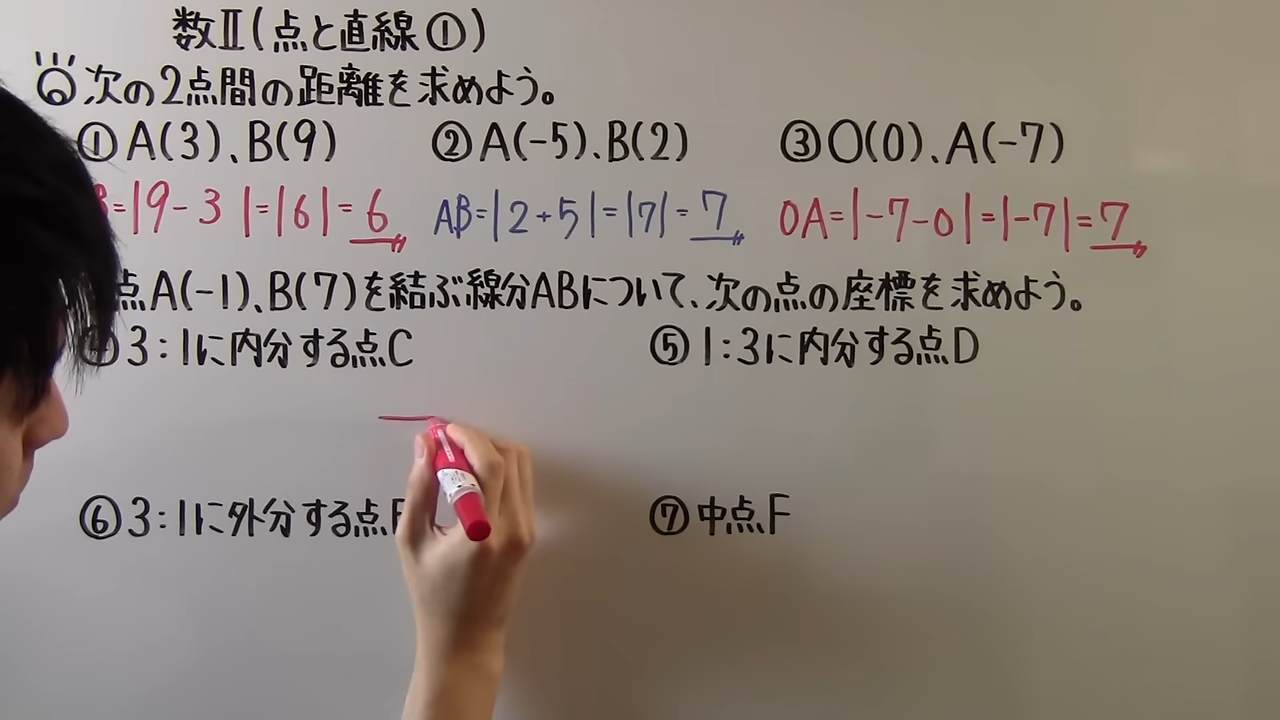 数Ⅱ(点と直線①)
次の2点間の距離を求めよう。
①A(3)、B(9) ②A(-5)、B(2) ③O(0)、A(-7)
B=|9-3|=|6|=6 AB=|2+5|=|7|=7 OA=|-7-0|=|-7|=7
点A(-1)、B(7)を結ぶ線分ABについて、次の点の座標を求めよう。
④3:1に内分する点C ⑤1:3に内分する点D
⑥3:1に外分する点E ⑦中点F